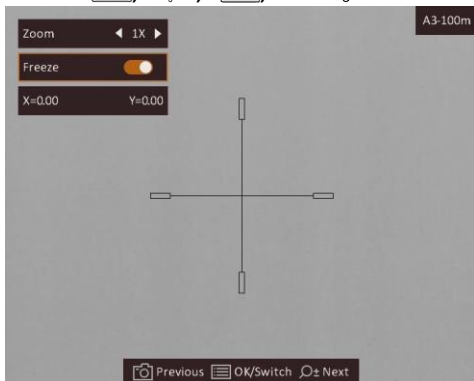 Zoom ◀ 1X ▶
A3-100m
Freeze
X=0.00 Y=0.00
Previous OK/Switch ± Next